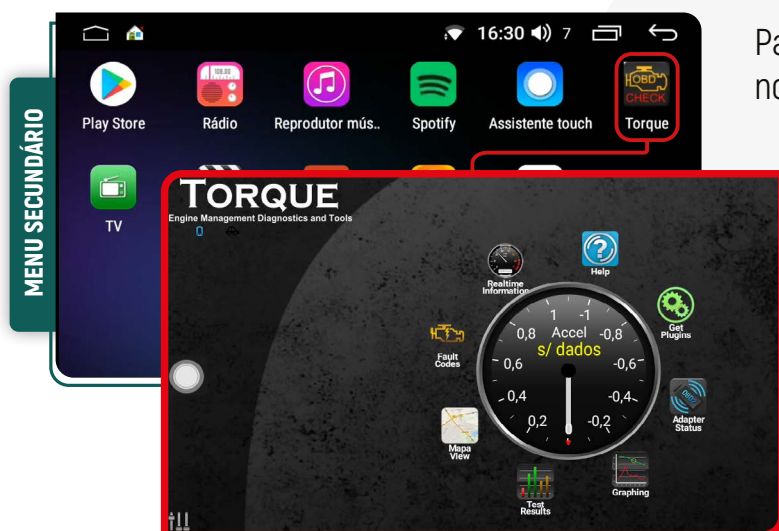 16:30
7
Pa
no
MENU SECUNDÁRIO
108.00
OBD
CHECK
Play Store
Rádio
Reprodutor mús..
Spotify
Assistente touch
Torque
TV
TORQUE
Engine Management Diagnostics and Tools
Help
Realtime
Information
Get
Plugins
Fault
Codes
Adapter
Status
Mapa
View
Graphing
Test
Results
1
-1
0,8
Accel
-0,8
s/ dados
0,6
-0,6
0,4
-0,4
0,2
-0,2